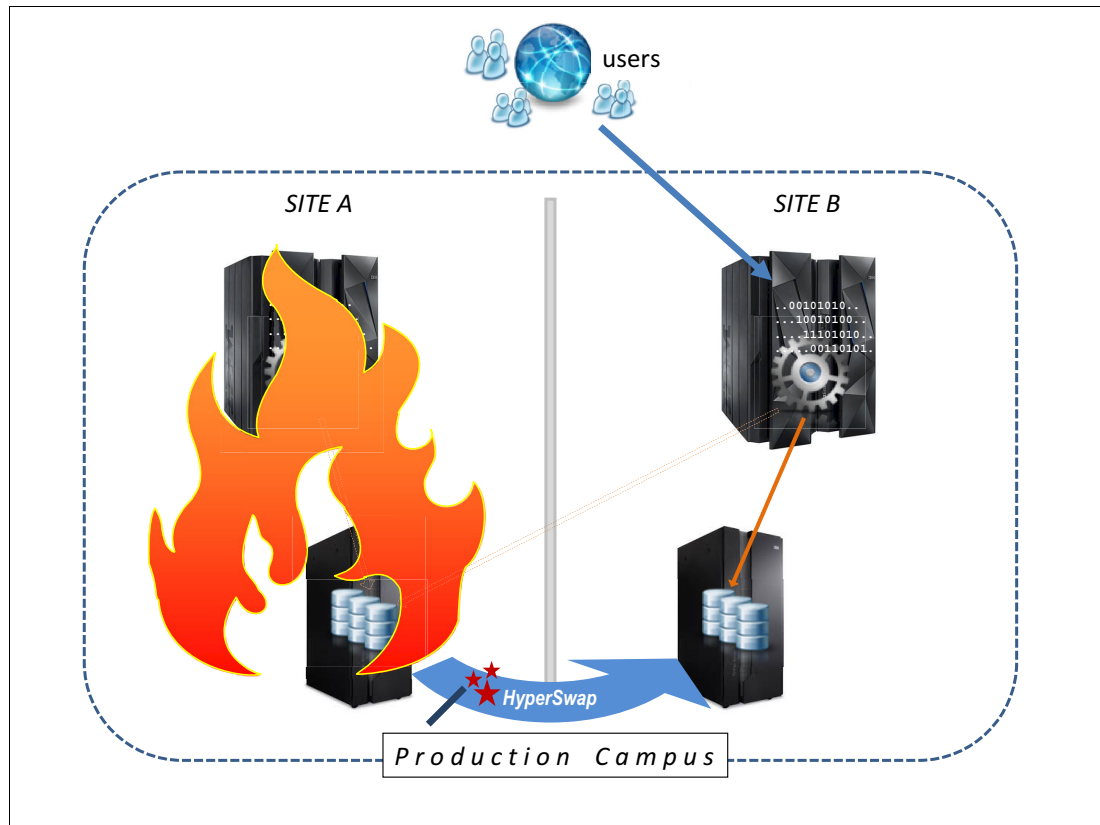 users
SITE A
SITE B
..00101010..
...10010100..
....11101010..
.....00110101.
HyperSwap
Production Campus